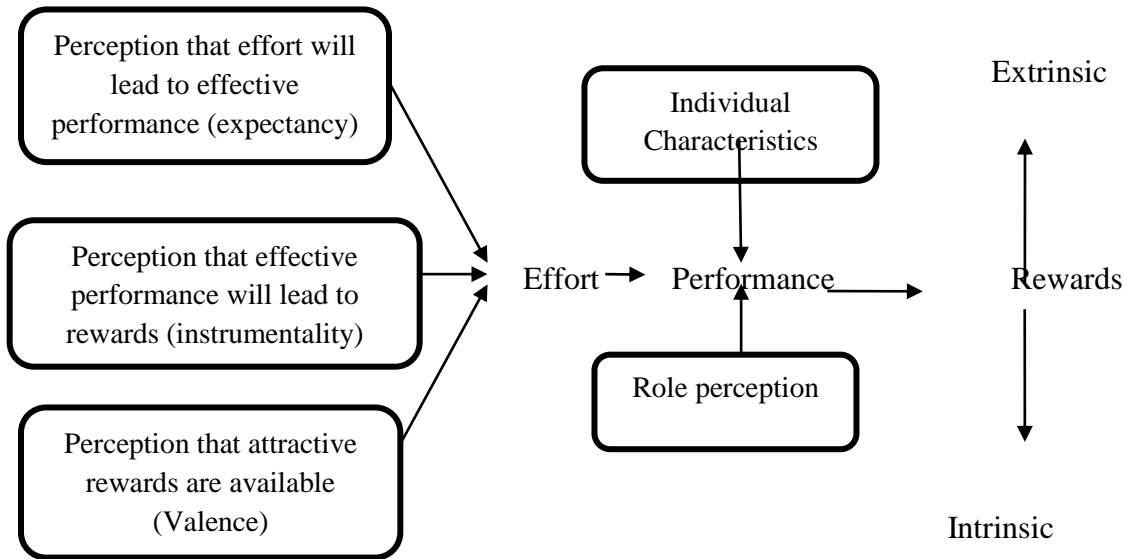 Perception that effort will
lead to effective
performance (expectancy)
Perception that effective
performance will lead to
rewards (instrumentality)
Perception that attractive
rewards are available
(Valence)
Effort
Individual
Characteristics
Performance
Role perception
Extrinsic
Rewards
Intrinsic